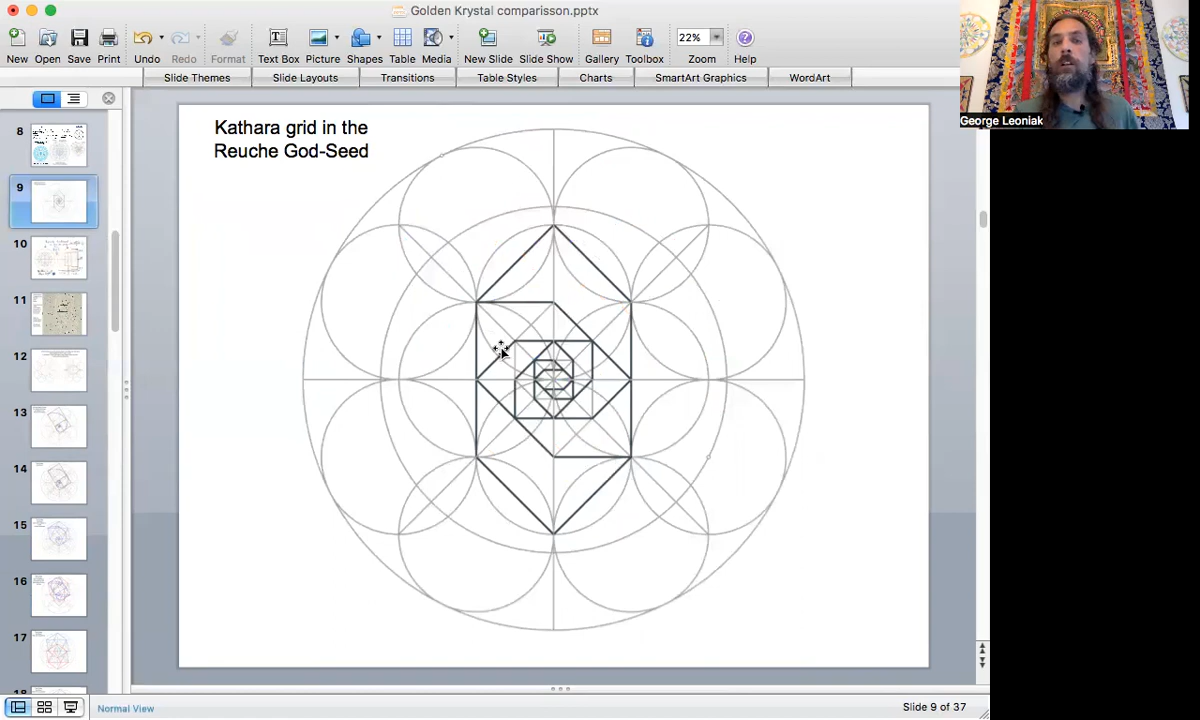 Golden Krystal comparisson.pptx
New Open Save Print Undo Redo Format Text Box Picture Shapes Table Media New Slide Slide Show Gallery Toolbox Zoom Help
22%
Slide Themes Slide Layouts Transitions Table Styles Charts SmartArt Graphics WordArt
George Leoniak
8
9
10
11
12
13
14
15
16
17
18
Kathara grid in the
Reuche God-Seed
Normal View
Slide 9 of 37